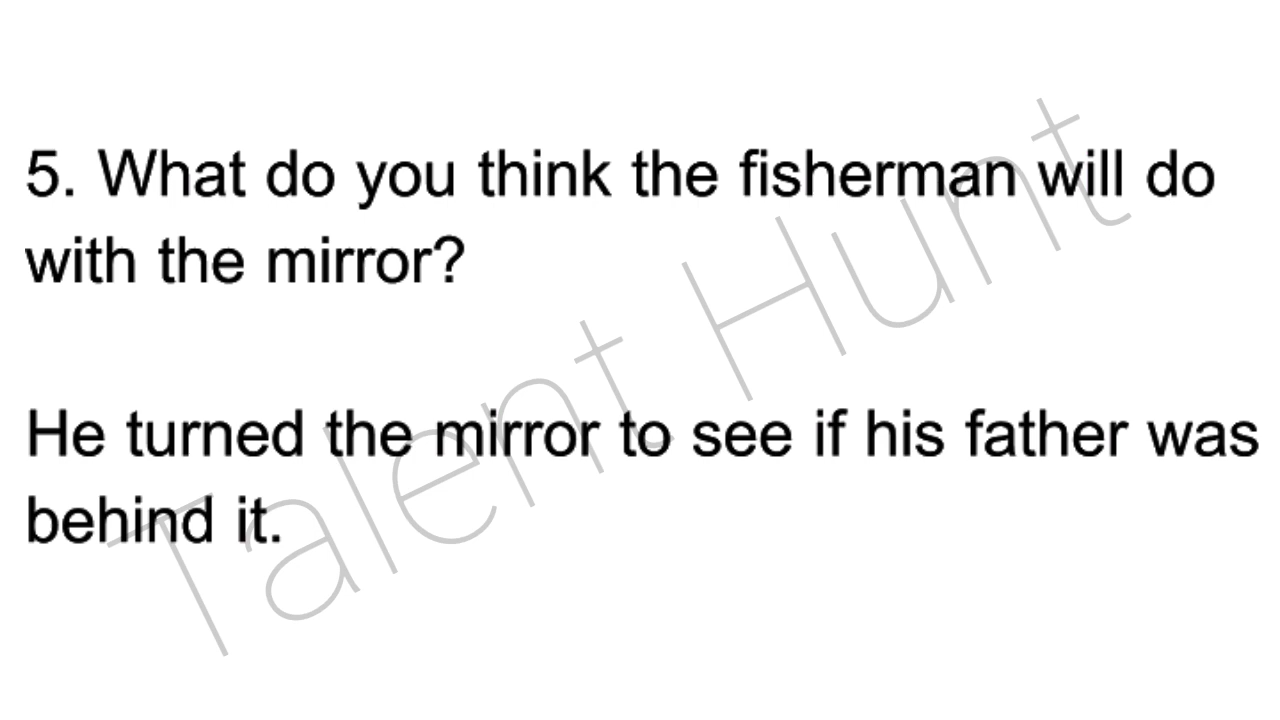 5. What do you think the fisherman will do
with the mirror?
He turned the mirror to see if his father was
behind it.
Talent Hunt